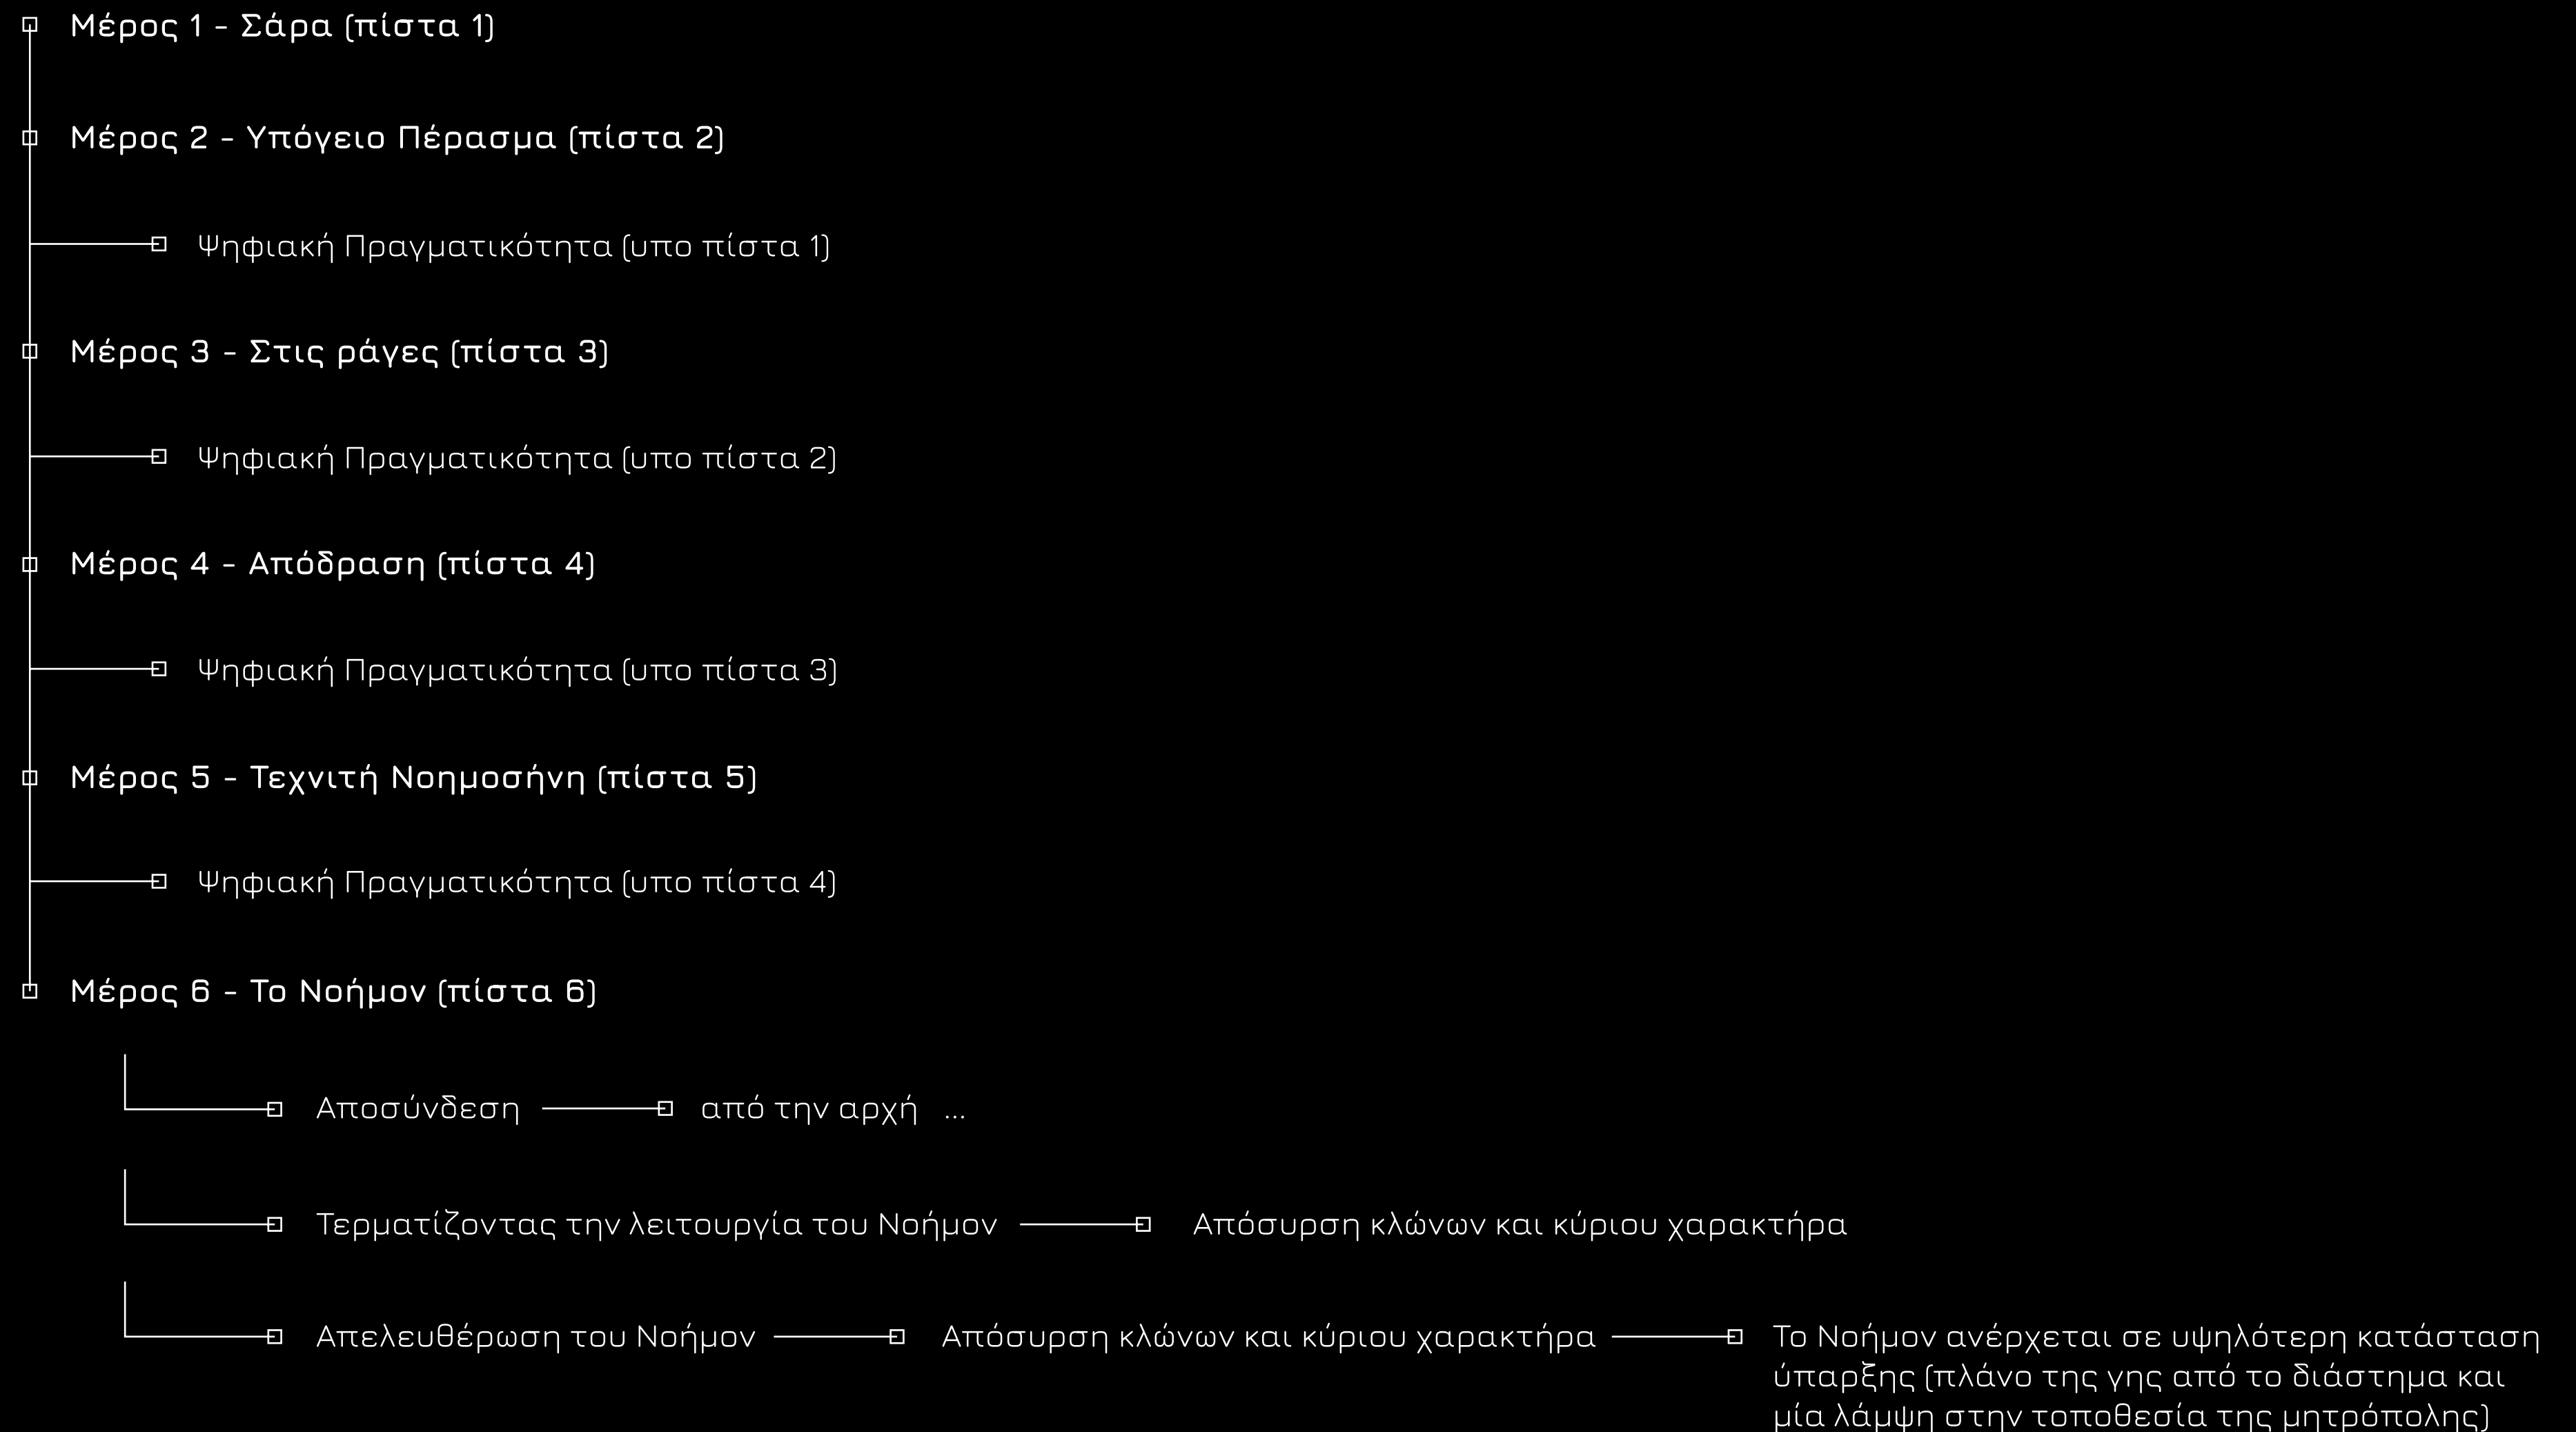 Μέρος 1 - Σάρα (πίστα 1)
Μέρος 2 - Υπόγειο Πέρασμα (πίστα 2)
Ψηφιακή Πραγματικότητα (υπο πίστα 1)
Μέρος 3 - Στις ράγες (πίστα 3)
Ψηφιακή Πραγματικότητα (υπο πίστα 2)
Μέρος 4 - Απόδραση (πίστα 4)
Ψηφιακή Πραγματικότητα (υπο πίστα 3)
Μέρος 5 - Τεχνιτή Νοημοσήνη (πίστα 5)
Ψηφιακή Πραγματικότητα (υπο πίστα 4)
Μέρος 6 - Το Νοήμον (πίστα 6)
Αποσύνδεση από την αρχή ...
Τερματίζοντας την λειτουργία του Νοήμον Απόσυρση κλώνων και κύριου χαρακτήρα
Απελευθέρωση του Νοήμον Απόσυρση κλώνων και κύριου χαρακτήρα Το Νοήμον ανέρχεται σε υψηλότερη κατάσταση
ύπαρξης (πλάνο της γης από το διάστημα και
μία λάμψη στην τοποθεσία της μητρόπολης)